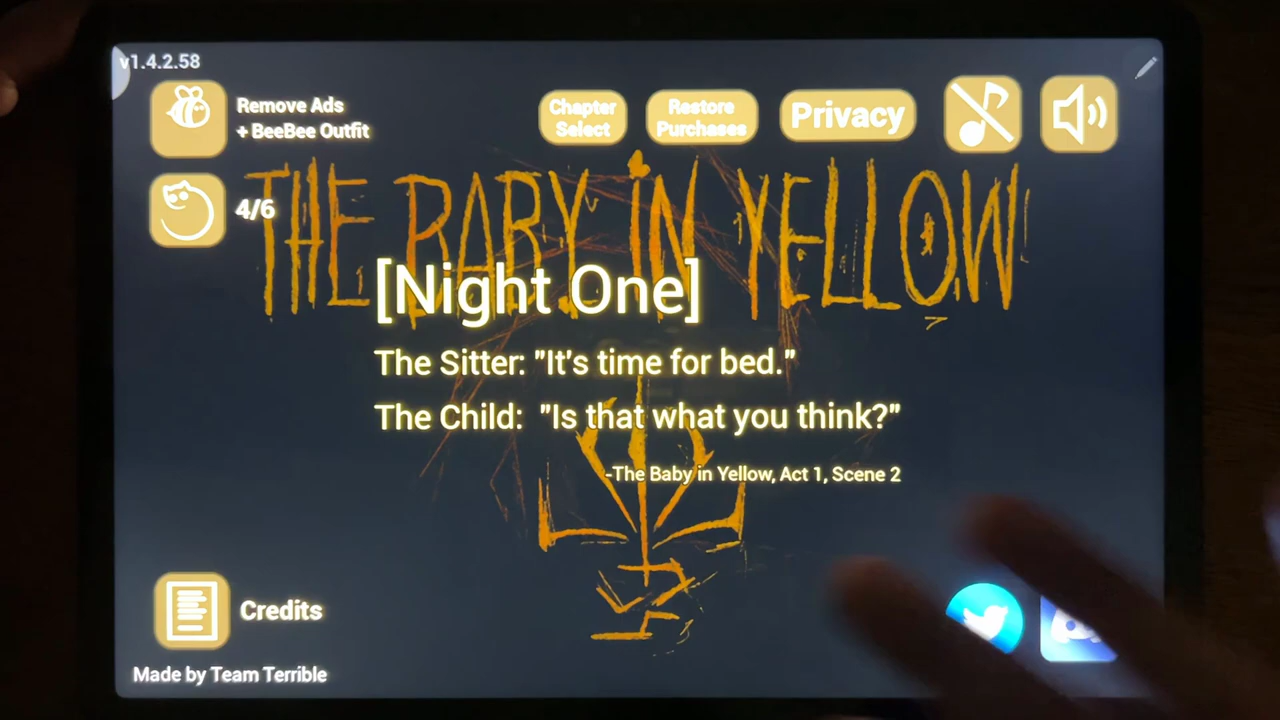 v1.4.2.58
Remove Ads
+ BeeBee Outfit
Chapter
Select
Restore
Purchases
Privacy
4/6
THE BABY IN YELLOW
[Night One]
The Sitter: "It's time for bed."
The Child: "Is that what you think?"
-The Baby in Yellow, Act 1, Scene 2
Credits
Made by Team Terrible